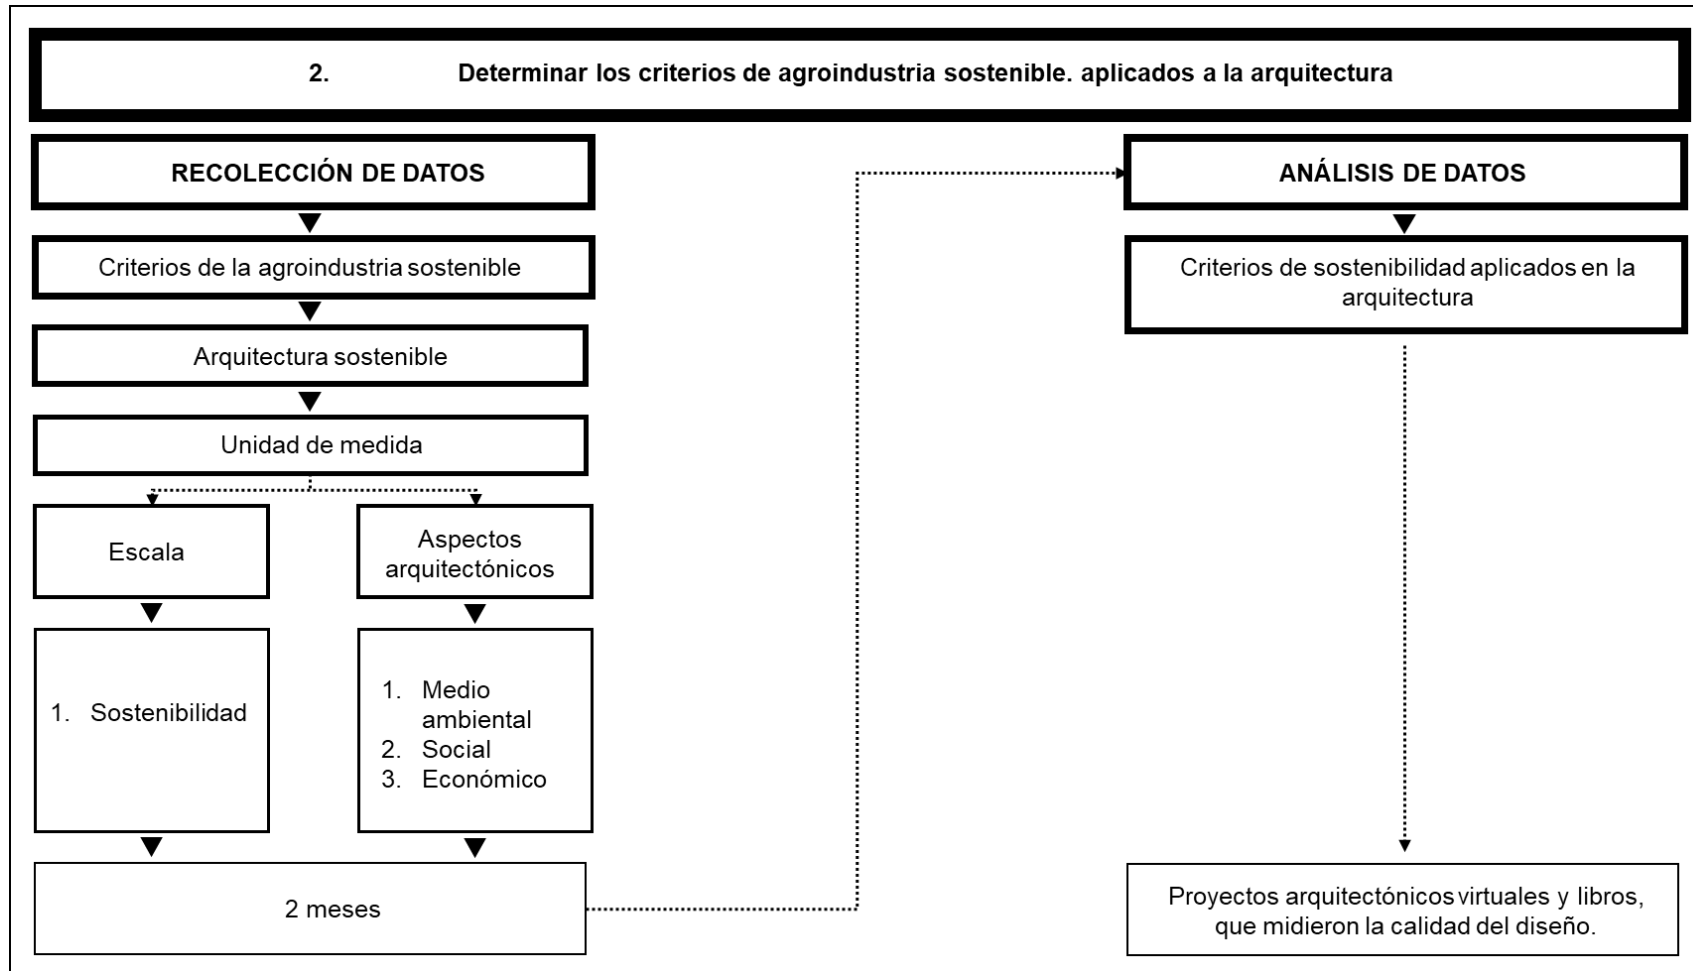 2. Determinar los criterios de agroindustria sostenible. aplicados a la arquitectura
RECOLECCIÓN DE DATOS
Criterios de la agroindustria sostenible
Arquitectura sostenible
Unidad de medida
Escala
Aspectos
arquitectónicos
1. Sostenibilidad
1. Medio
ambiental
2. Social
3. Económico
2 meses
ANÁLISIS DE DATOS
Criterios de sostenibilidad aplicados en la
arquitectura
Proyectos arquitectónicos virtuales y libros,
que midieron la calidad del diseño.